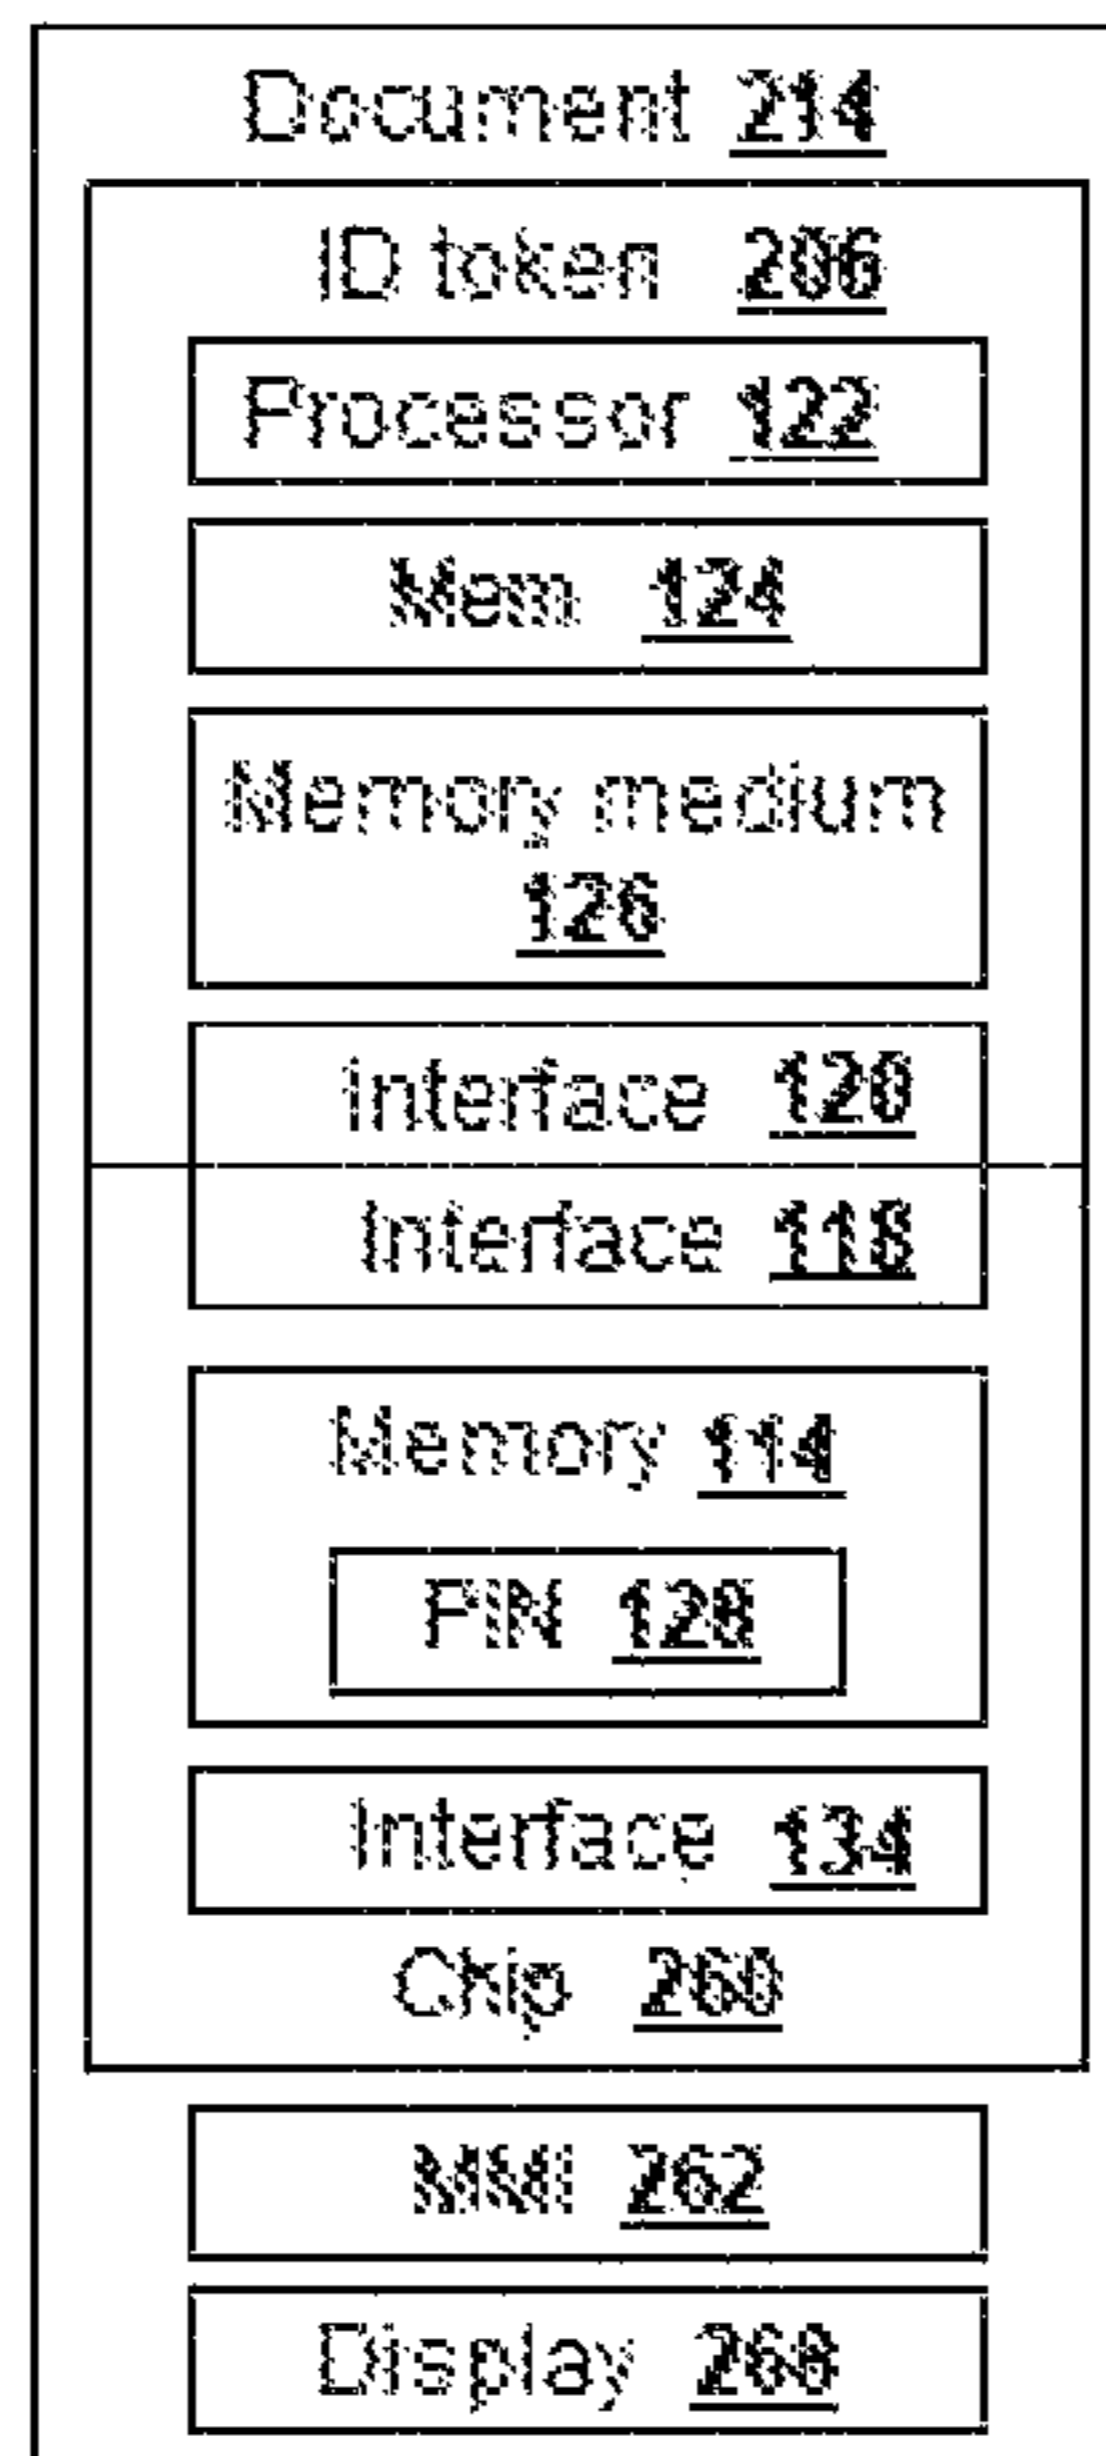 Document 214
ID token 206
Processor 122
Mem 124
Memory medium
126
Interface 120
Interface 118
Memory 114
PIN 128
Interface 134
Chip 260
MMI 262
Display